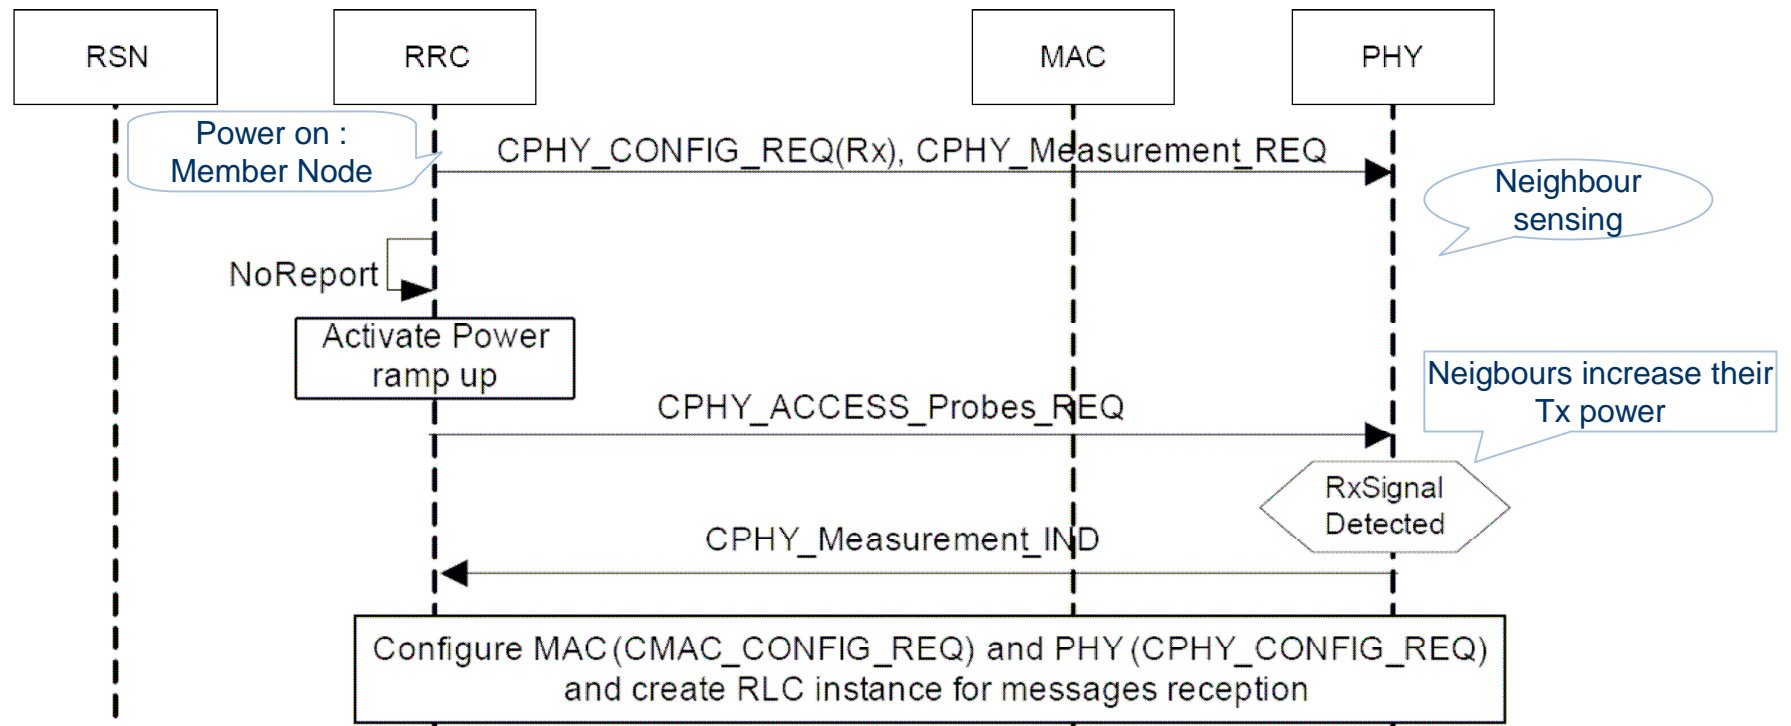 RSN
RRC
MAC
PHY
Power on :
Member Node
CPHY_CONFIG_REQ(Rx), CPHY_Measurement_REQ
Neighbour
sensing
NoReport
Activate Power
ramp up
Neigbours increase their
Tx power
CPHY_ACCESS_Probes_REQ
RxSignal
Detected
CPHY_Measurement_IND
Configure MAC(CMAC_CONFIG_REQ) and PHY(CPHY_CONFIG_REQ)
and create RLC instance for messages reception